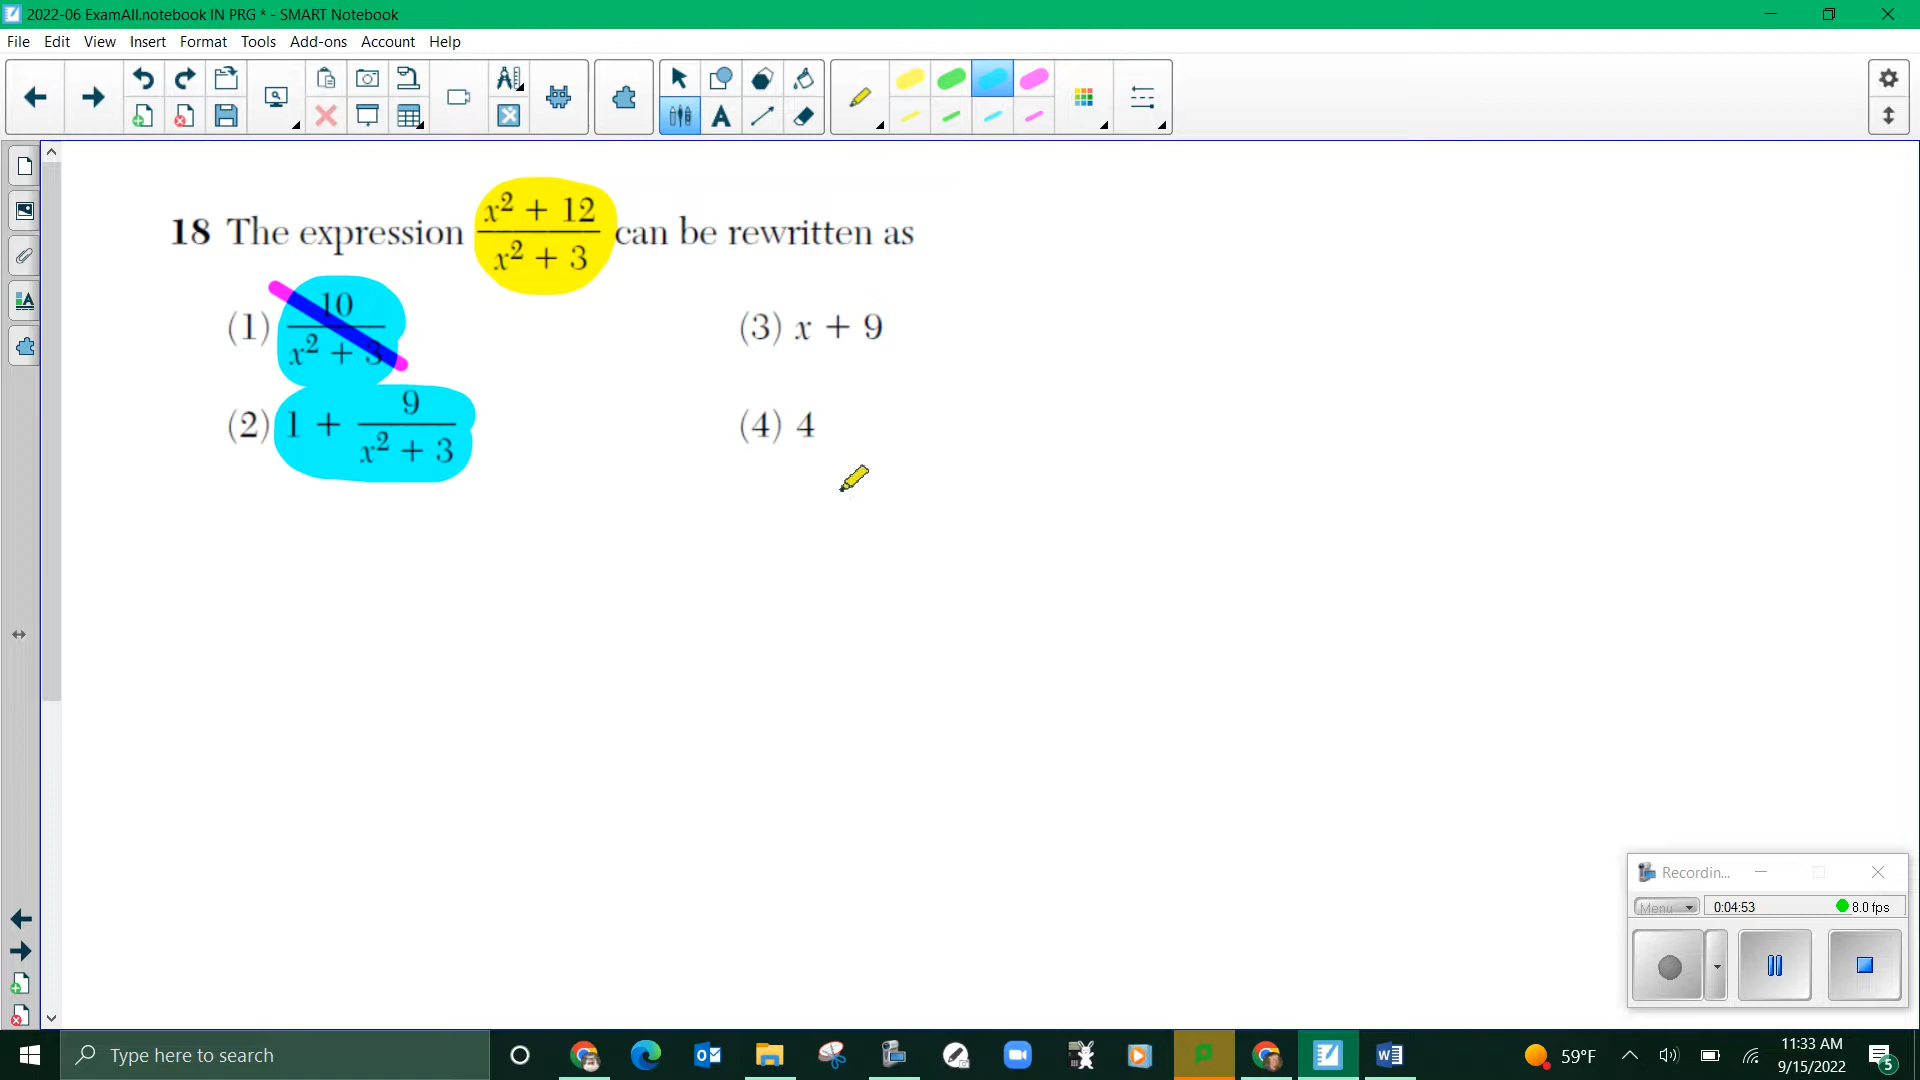 2022-06 ExamAll.notebook IN PRG * - SMART Notebook
File Edit View Insert Format Tools Add-ons Account Help
18 The expression (x² + 12)/(x² + 3) can be rewritten as
(1) 10/(x² + 3)
(3) x + 9
(2) 1 + 9/(x² + 3)
(4) 4
Recordin...
Menu 0:04:53 8.0 fps
Type here to search
59°F
11:33 AM
9/15/2022
5